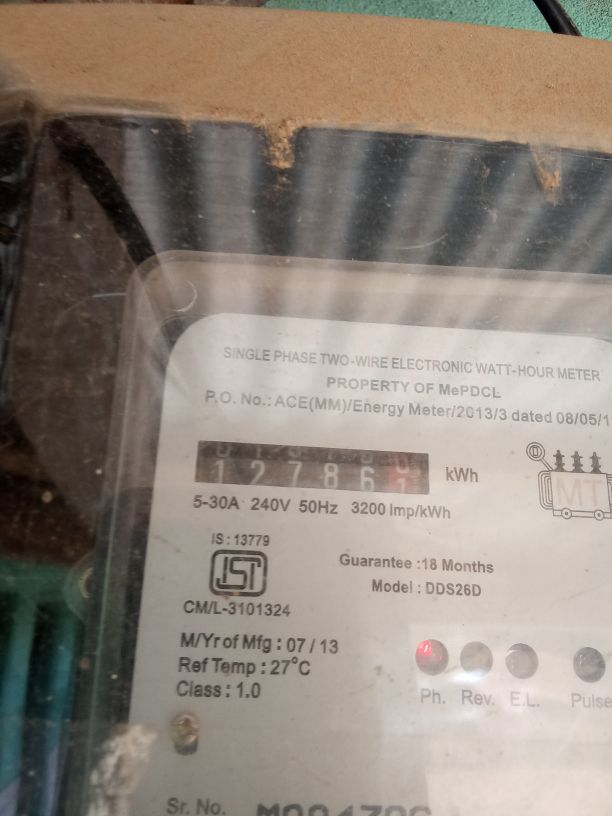 SINGLE PHASE TWO-WIRE ELECTRONIC WATT-HOUR METER
PROPERTY OF MePDCL
P.O. No.: ACE(MM)/Energy Meter/2013/3 dated 08/05/1
12786 kWh
5-30A 240V 50Hz 3200 Imp/kWh
MT
IS : 13779
Guarantee : 18 Months
Model : DDS26D
CM/L-3101324
M/Yr of Mfg : 07 / 13
Ref Temp : 27°C
Class : 1.0
Ph. Rev. E.L. Pulse
Sr. No.